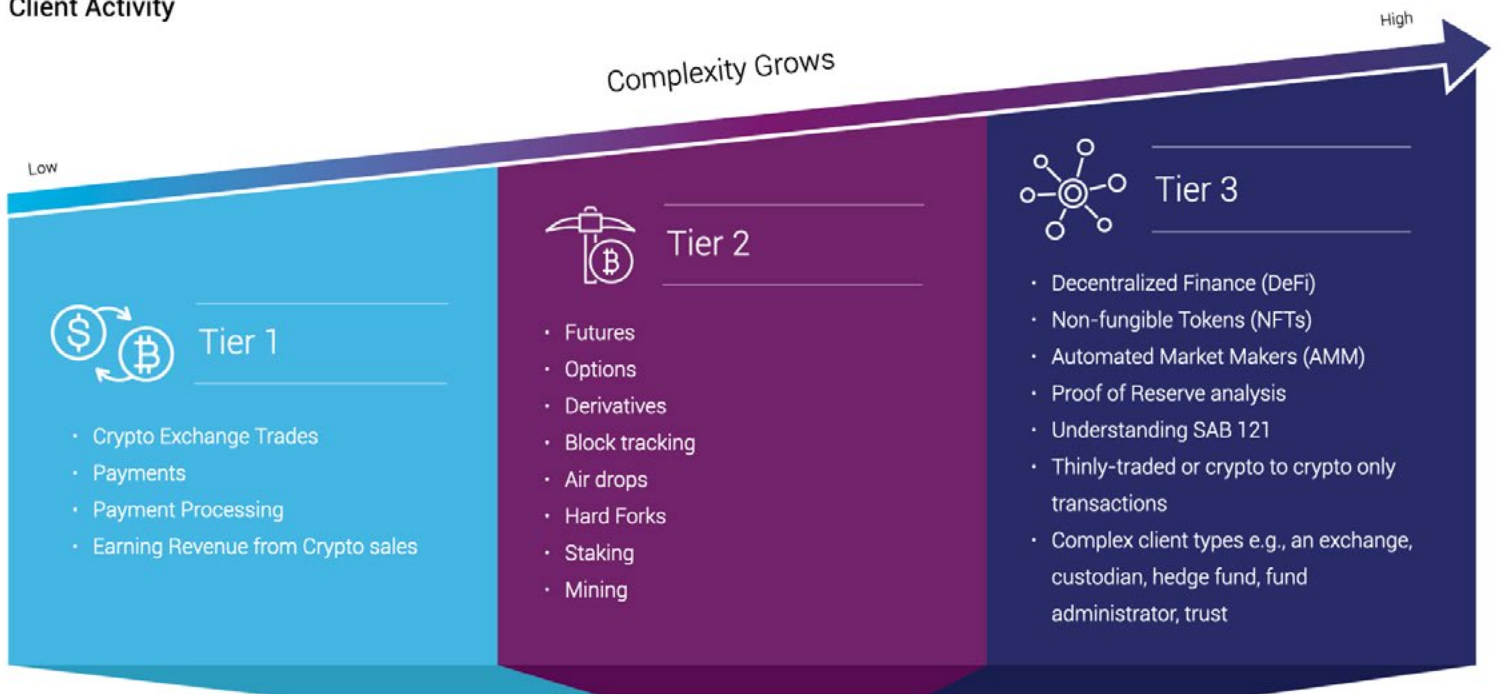 Client Activity
High
Complexity Grows
Low
Tier 1
• Crypto Exchange Trades
• Payments
• Payment Processing
• Earning Revenue from Crypto sales
Tier 2
• Futures
• Options
• Derivatives
• Block tracking
• Air drops
• Hard Forks
• Staking
• Mining
Tier 3
• Decentralized Finance (DeFi)
• Non-fungible Tokens (NFTs)
• Automated Market Makers (AMM)
• Proof of Reserve analysis
• Understanding SAB 121
• Thinly-traded or crypto to crypto only
transactions
• Complex client types e.g., an exchange,
custodian, hedge fund, fund
administrator, trust